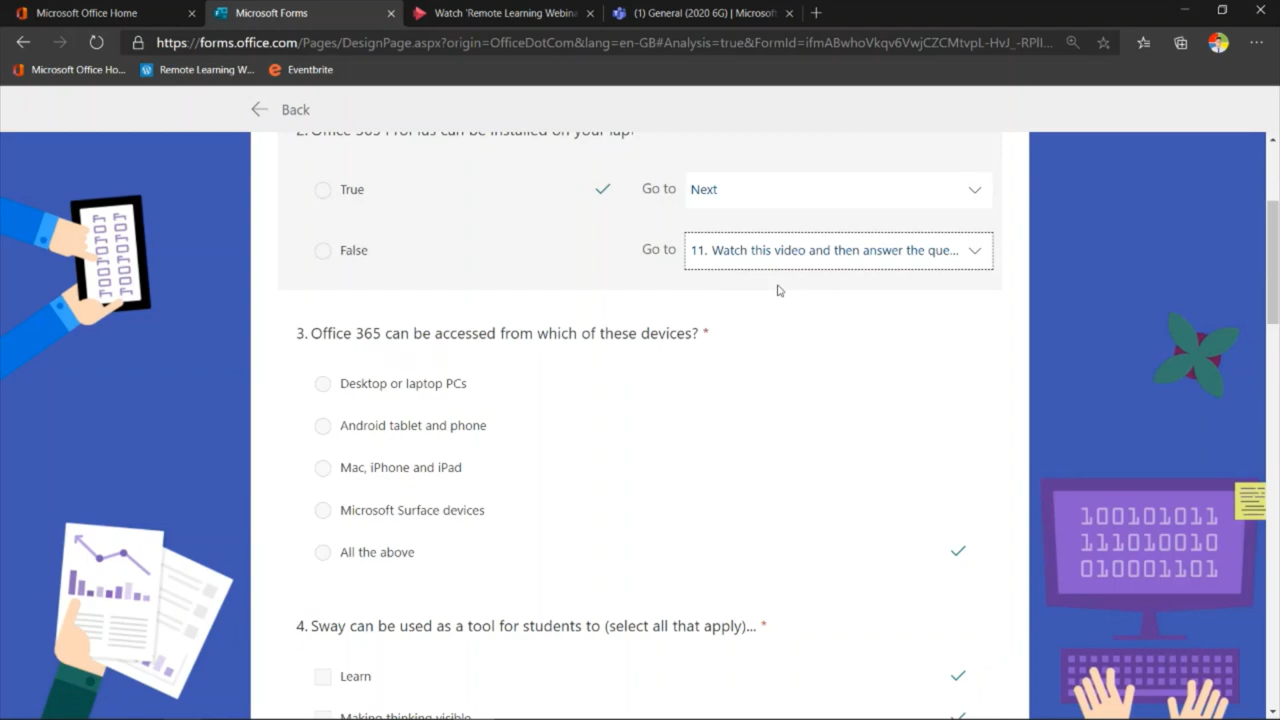 Microsoft Office Home
Microsoft Forms
Watch 'Remote Learning Webina
(1) General (2020 6G) | Microsoft
https://forms.office.com/Pages/DesignPage.aspx?origin=OfficeDotCom&lang=en-GB#Analysis=true&FormId=
Microsoft Office Ho...
Remote Learning W...
Eventbrite
Back
True
Go to
Next
False
Go to
11. Watch this video and then answer the que...
3. Office 365 can be accessed from which of these devices? *
Desktop or laptop PCs
Android tablet and phone
Mac, iPhone and iPad
Microsoft Surface devices
All the above
4. Sway can be used as a tool for students to (select all that apply)... *
Learn
Making thinking visible
100101011
111010010
010001101